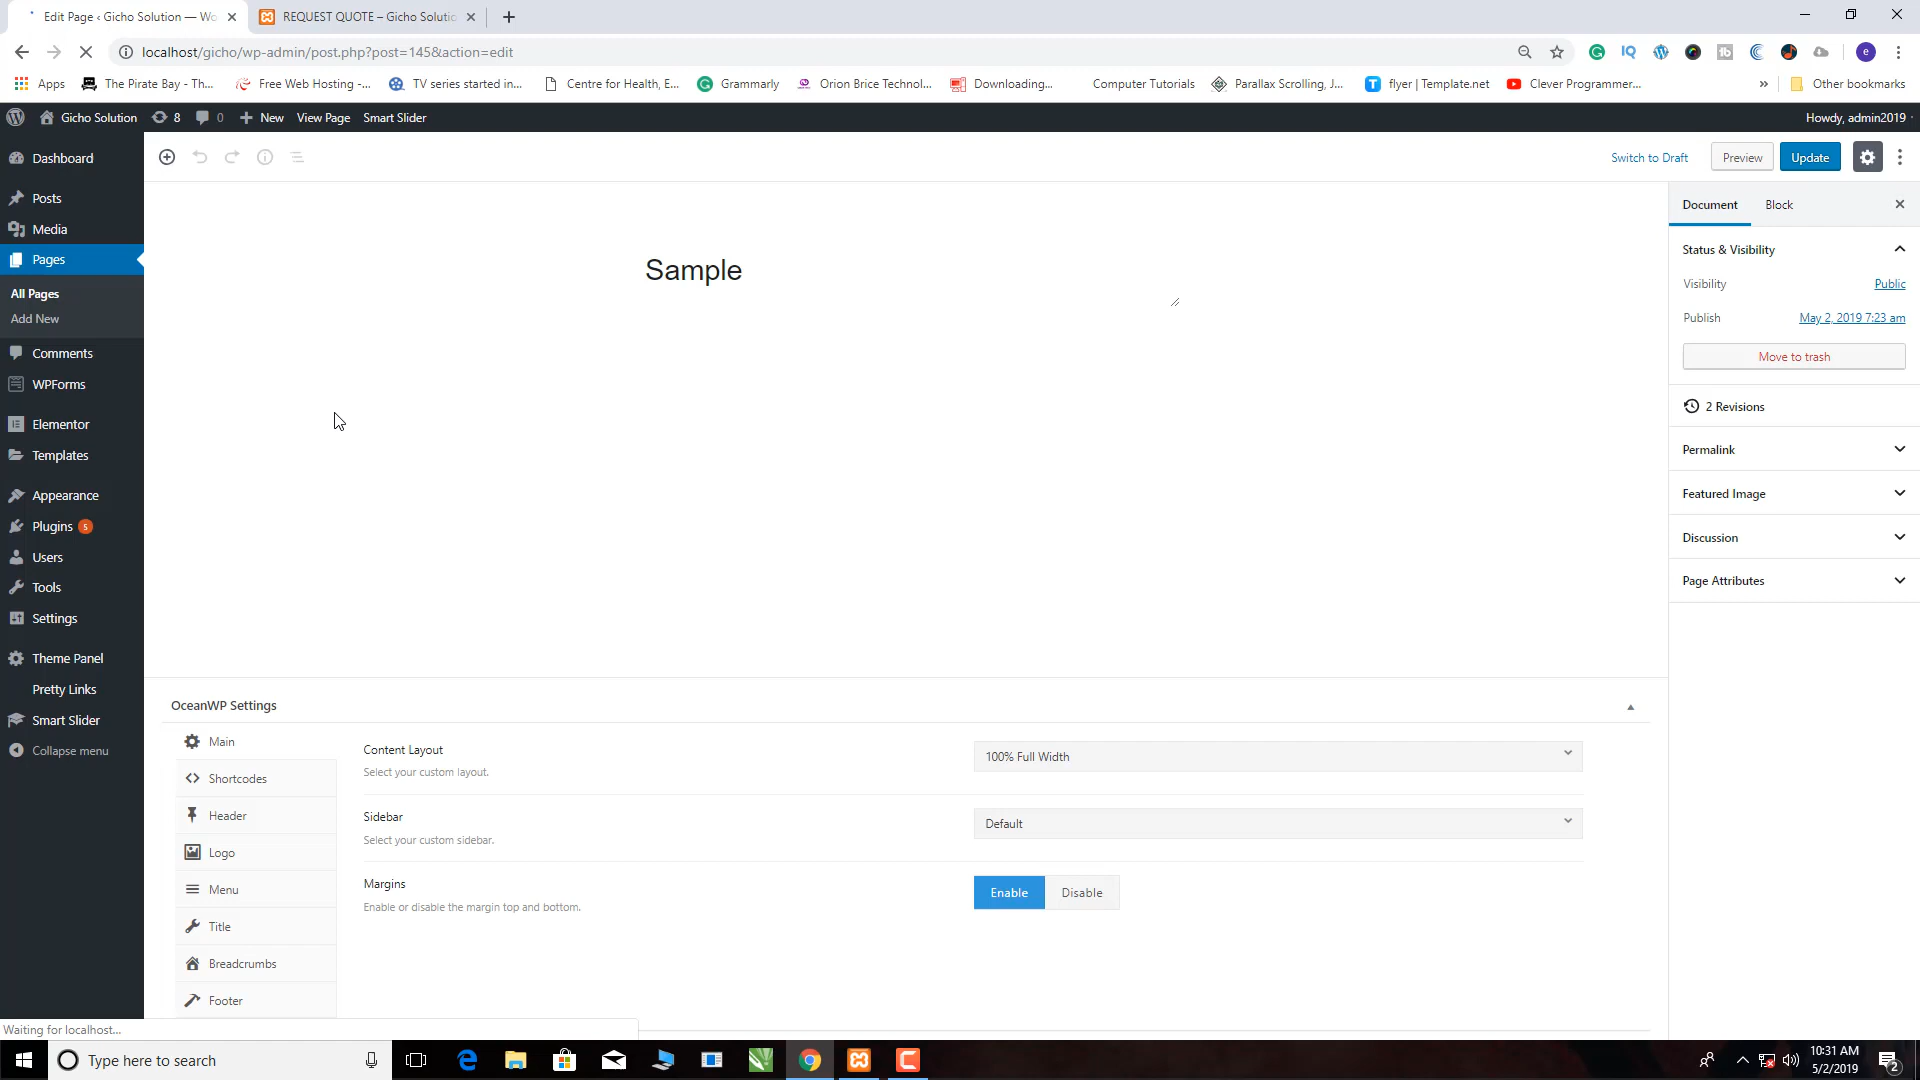 Edit Page ‹ Gicho Solution — Wo
REQUEST QUOTE – Gicho Solutio
localhost/gicho/wp-admin/post.php?post=145&action=edit
Apps
The Pirate Bay - Th...
Free Web Hosting -...
TV series started in...
Centre for Health, E...
Grammarly
Orion Brice Technol...
Downloading...
Computer Tutorials
Parallax Scrolling, J...
flyer | Template.net
Clever Programmer...
»
Other bookmarks
Gicho Solution
8
0
New
View Page
Smart Slider
Howdy, admin2019
Dashboard
Posts
Media
Pages
All Pages
Add New
Comments
WPForms
Elementor
Templates
Appearance
Plugins 5
Users
Tools
Settings
Theme Panel
Pretty Links
Smart Slider
Collapse menu
Switch to Draft
Preview
Update
Sample
Document
Block
Status & Visibility
Visibility
Public
Publish
May 2, 2019 7:23 am
Move to trash
2 Revisions
Permalink
Featured Image
Discussion
Page Attributes
OceanWP Settings
Main
Shortcodes
Header
Logo
Menu
Title
Breadcrumbs
Footer
Content Layout
Select your custom layout.
100% Full Width
Sidebar
Select your custom sidebar.
Default
Margins
Enable or disable the margin top and bottom.
Enable
Disable
Waiting for localhost...
Type here to search
10:31 AM
5/2/2019
2